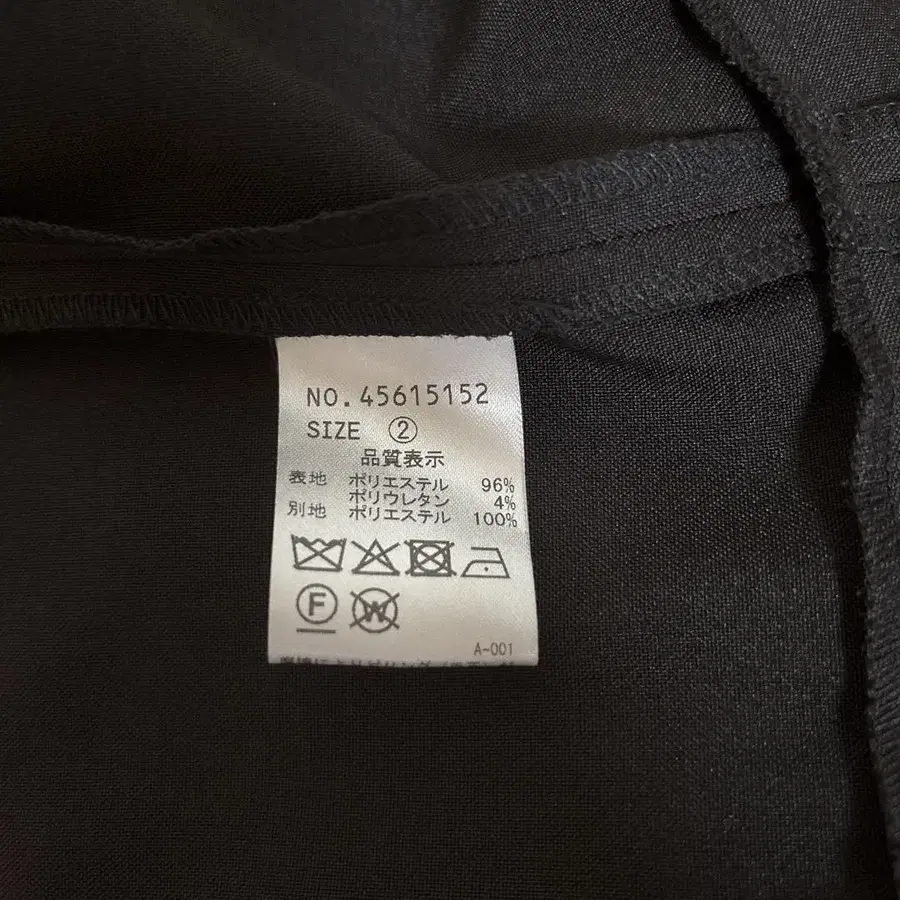 NO.45615152
SIZE ②
品質表示
表地 ポリエステル 96%
ポリウレタン 4%
別地 ポリエステル 100%
F W
A-001